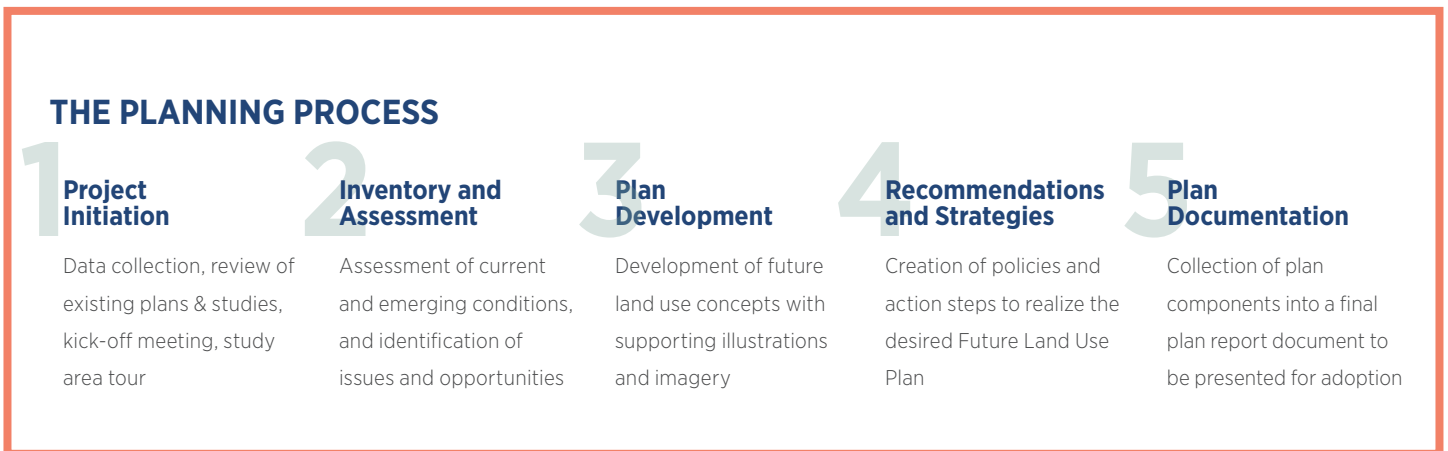 THE PLANNING PROCESS
1
Project
Initiation
Data collection, review of
existing plans & studies,
kick-off meeting, study
area tour
2
Inventory and
Assessment
Assessment of current
and emerging conditions,
and identification of
issues and opportunities
3
Plan
Development
Development of future
land use concepts with
supporting illustrations
and imagery
4
Recommendations
and Strategies
Creation of policies and
action steps to realize the
desired Future Land Use
Plan
5
Plan
Documentation
Collection of plan
components into a final
plan report document to
be presented for adoption